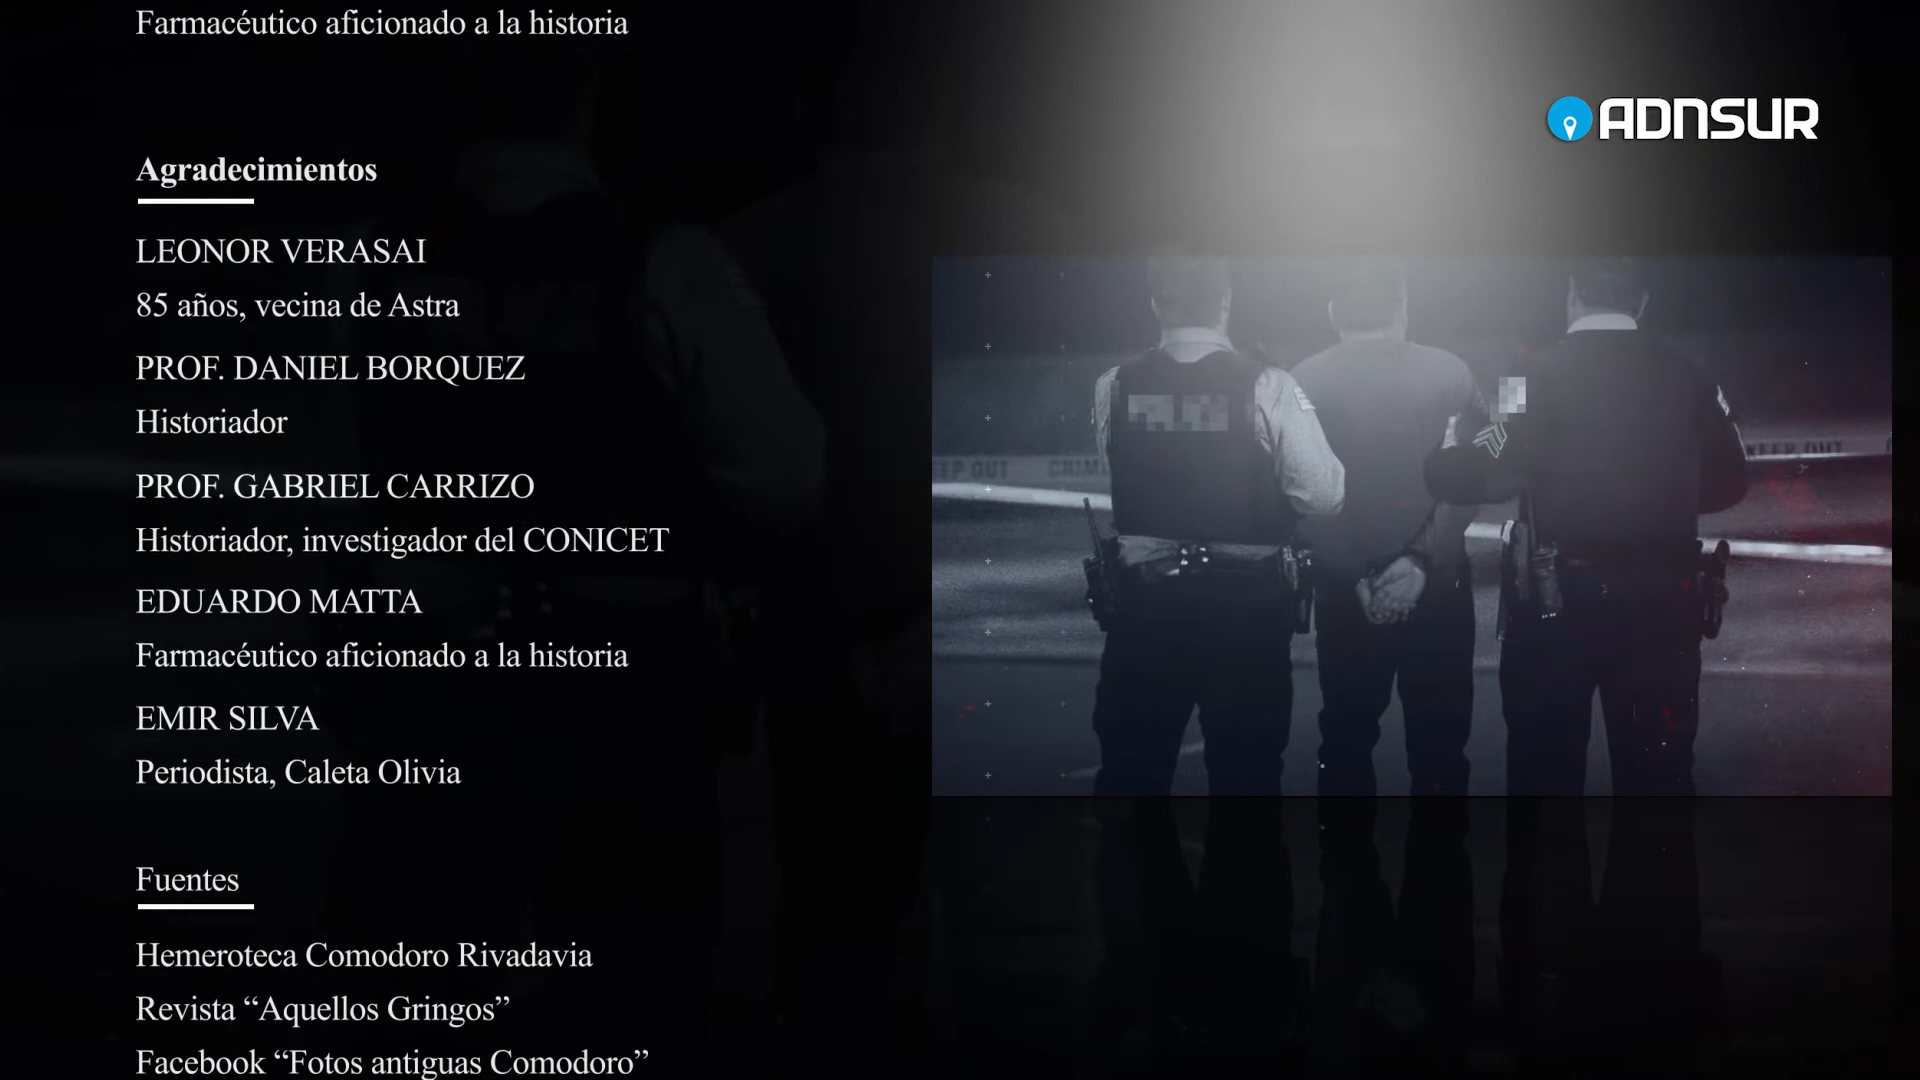 Farmacéutico aficionado a la historia
ADNSUR
Agradecimientos
LEONOR VERASAI
85 años, vecina de Astra
PROF. DANIEL BORQUEZ
Historiador
PROF. GABRIEL CARRIZO
Historiador, investigador del CONICET
EDUARDO MATTA
Farmacéutico aficionado a la historia
EMIR SILVA
Periodista, Caleta Olivia
Fuentes
Hemeroteca Comodoro Rivadavia
Revista “Aquellos Gringos”
Facebook “Fotos antiguas Comodoro”
KEEP OUT